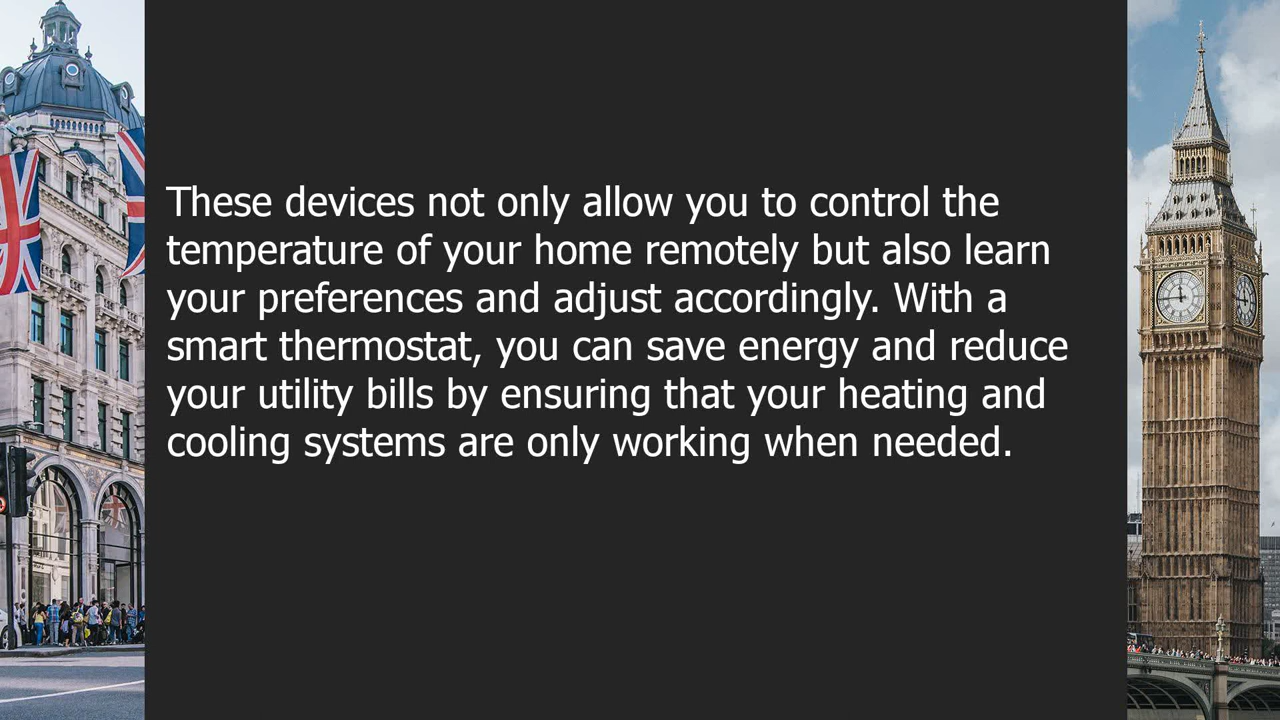 These devices not only allow you to control the
temperature of your home remotely but also learn
your preferences and adjust accordingly. With a
smart thermostat, you can save energy and reduce
your utility bills by ensuring that your heating and
cooling systems are only working when needed.